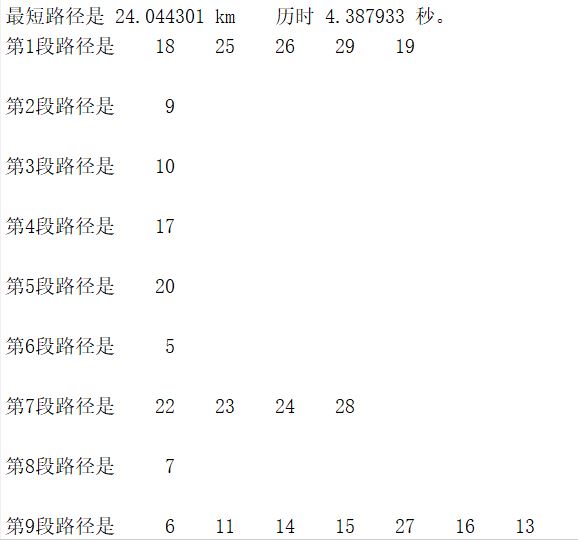 最短路径是 24.044301 km    历时 4.387933 秒。
第1段路径是    18    25    26    29    19
第2段路径是     9
第3段路径是    10
第4段路径是    17
第5段路径是    20
第6段路径是     5
第7段路径是    22    23    24    28
第8段路径是     7
第9段路径是     6    11    14    15    27    16    13